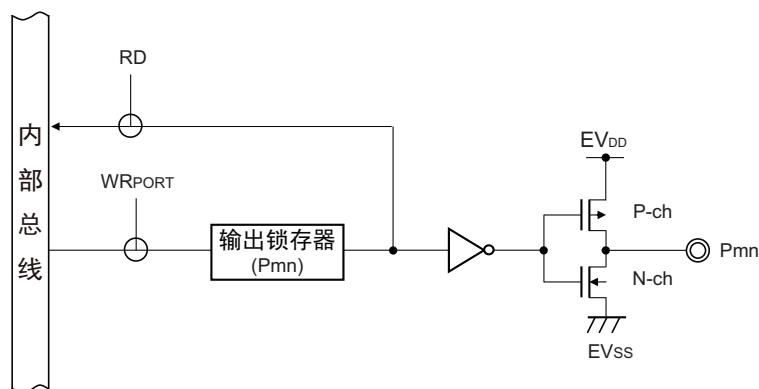 RD
内部总线
WRPORT
输出锁存器
(Pmn)
EVDD
P-ch
Pmn
N-ch
EVSS